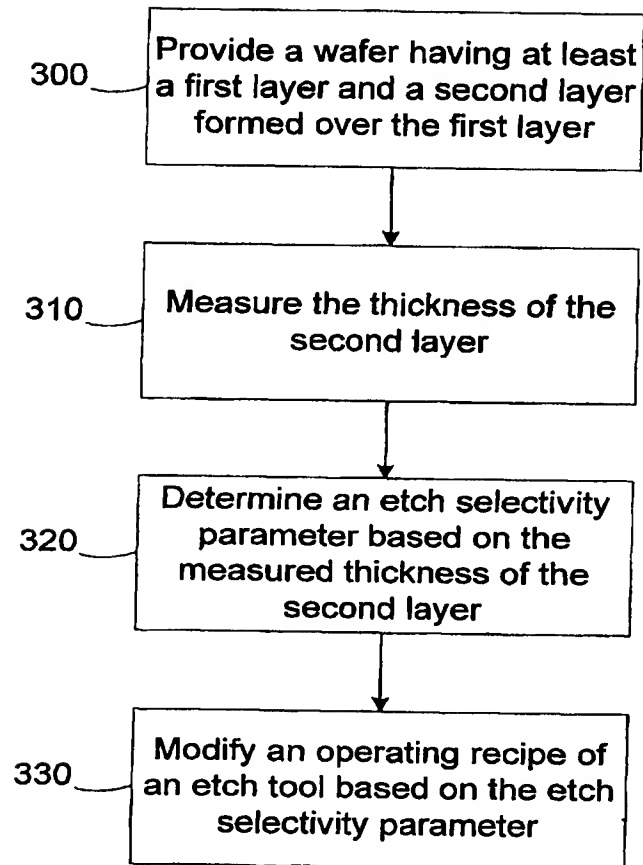 300
Provide a wafer having at least
a first layer and a second layer
formed over the first layer
310
Measure the thickness of the
second layer
320
Determine an etch selectivity
parameter based on the
measured thickness of the
second layer
330
Modify an operating recipe of
an etch tool based on the etch
selectivity parameter